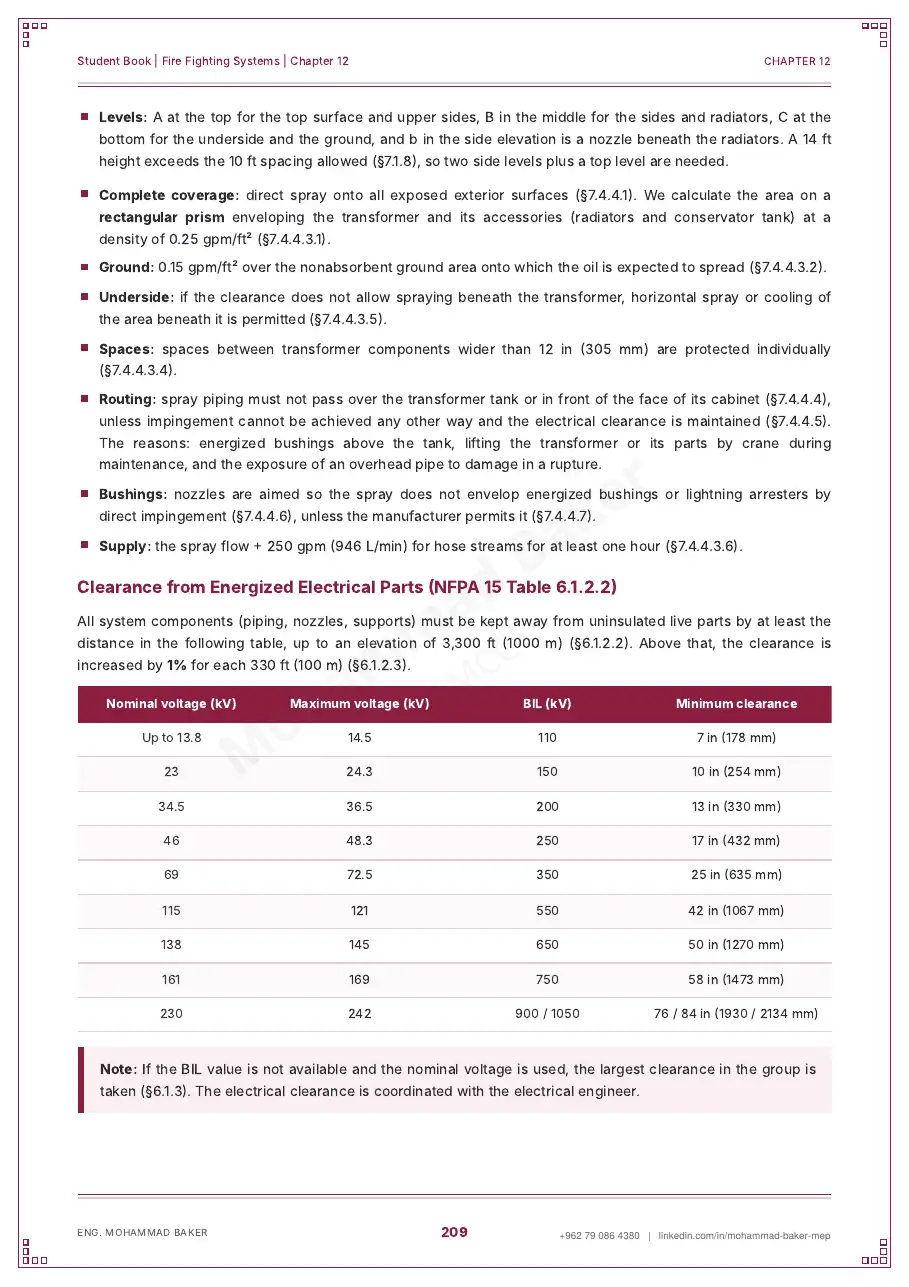 Student Book | Fire Fighting Systems | Chapter 12
CHAPTER 12
Levels: A at the top for the top surface and upper sides, B in the middle for the sides and radiators, C at the
bottom for the underside and the ground, and b in the side elevation is a nozzle beneath the radiators. A 14 ft
height exceeds the 10 ft spacing allowed (§7.1.8), so two side levels plus a top level are needed.
Complete coverage: direct spray onto all exposed exterior surfaces (§7.4.4.1). We calculate the area on a
rectangular prism enveloping the transformer and its accessories (radiators and conservator tank) at a
density of 0.25 gpm/ft² (§7.4.4.3.1).
Ground: 0.15 gpm/ft² over the nonabsorbent ground area onto which the oil is expected to spread (§7.4.4.3.2).
Underside: if the clearance does not allow spraying beneath the transformer, horizontal spray or cooling of
the area beneath it is permitted (§7.4.4.3.5).
Spaces: spaces between transformer components wider than 12 in (305 mm) are protected individually
(§7.4.4.3.4).
Routing: spray piping must not pass over the transformer tank or in front of the face of its cabinet (§7.4.4.4),
unless impingement cannot be achieved any other way and the electrical clearance is maintained (§7.4.4.5).
The reasons: energized bushings above the tank, lifting the transformer or its parts by crane during
maintenance, and the exposure of an overhead pipe to damage in a rupture.
Bushings: nozzles are aimed so the spray does not envelop energized bushings or lightning arresters by
direct impingement (§7.4.4.6), unless the manufacturer permits it (§7.4.4.7).
Supply: the spray flow + 250 gpm (946 L/min) for hose streams for at least one hour (§7.4.4.3.6).
Clearance from Energized Electrical Parts (NFPA 15 Table 6.1.2.2)
All system components (piping, nozzles, supports) must be kept away from uninsulated live parts by at least the
distance in the following table, up to an elevation of 3,300 ft (1000 m) (§6.1.2.2). Above that, the clearance is
increased by 1% for each 330 ft (100 m) (§6.1.2.3).
Nominal voltage (kV) Maximum voltage (kV) BIL (kV) Minimum clearance
Up to 13.8 14.5 110 7 in (178 mm)
23 24.3 150 10 in (254 mm)
34.5 36.5 200 13 in (330 mm)
46 48.3 250 17 in (432 mm)
69 72.5 350 25 in (635 mm)
115 121 550 42 in (1067 mm)
138 145 650 50 in (1270 mm)
161 169 750 58 in (1473 mm)
230 242 900 / 1050 76 / 84 in (1930 / 2134 mm)
Note: If the BIL value is not available and the nominal voltage is used, the largest clearance in the group is
taken (§6.1.3). The electrical clearance is coordinated with the electrical engineer.
ENG. MOHAMMAD BAKER
209
+962 79 086 4380 | linkedin.com/in/mohammad-baker-mep